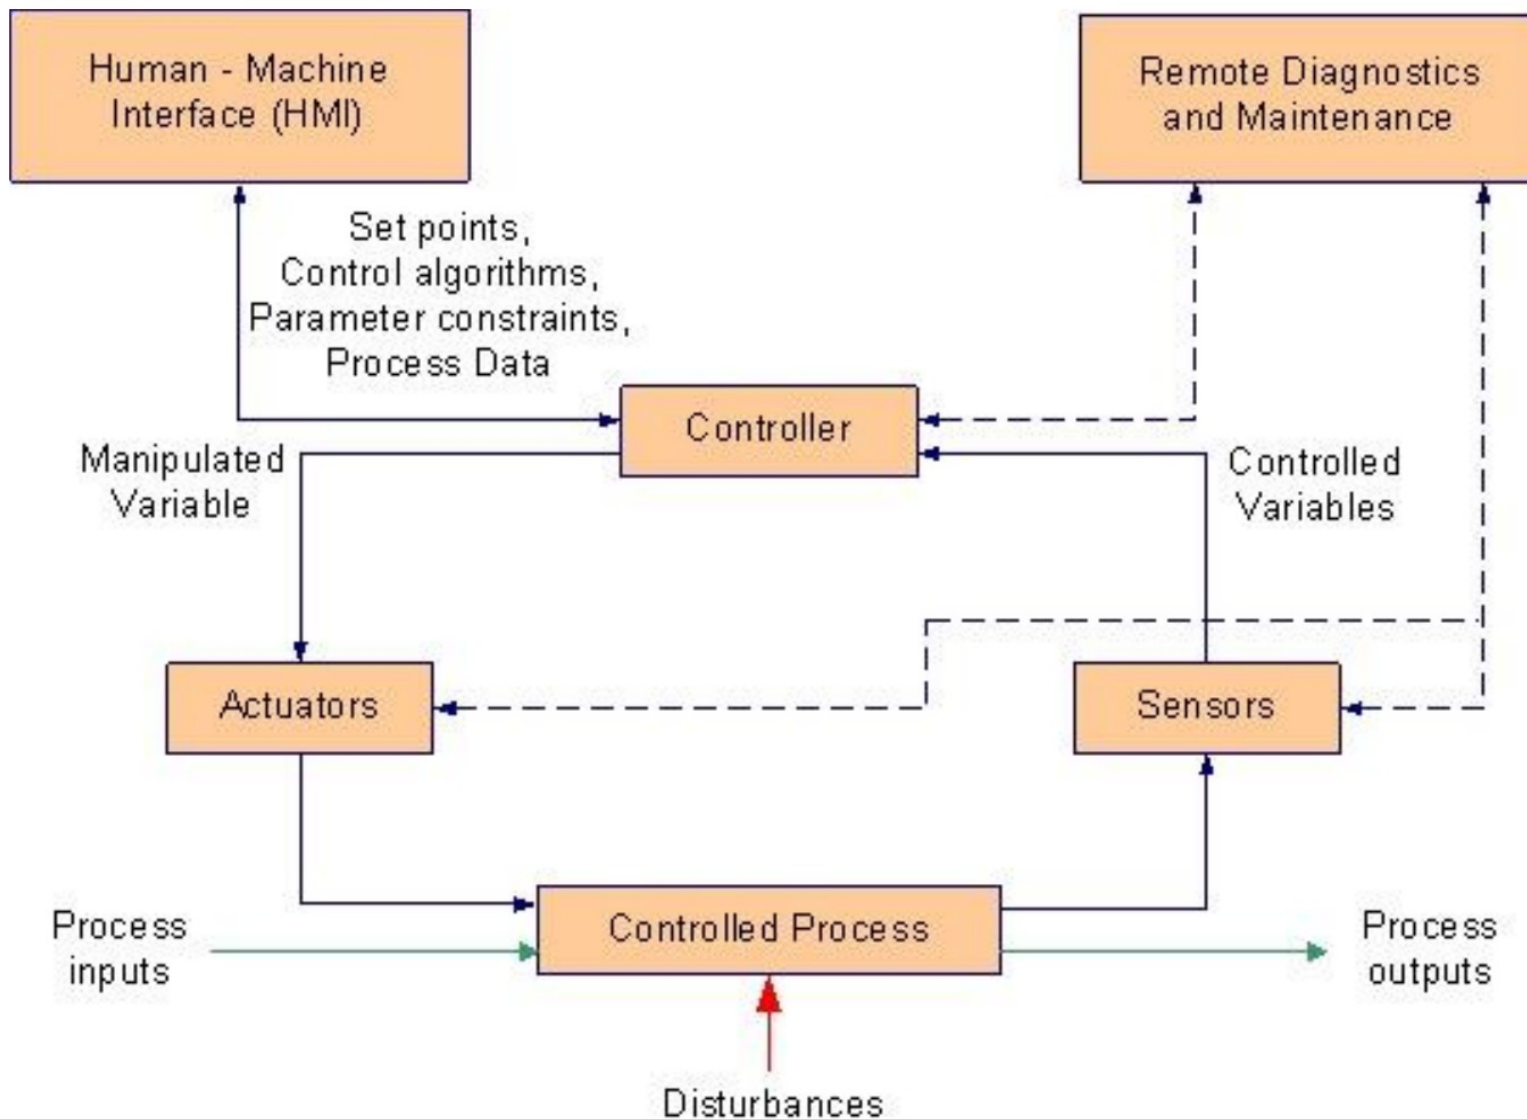 Human - Machine
Interface (HMI)
Remote Diagnostics
and Maintenance
Set points,
Control algorithms,
Parameter constraints,
Process Data
Controller
Manipulated
Variable
Controlled
Variables
Actuators
Sensors
Process
inputs
Controlled Process
Process
outputs
Disturbances